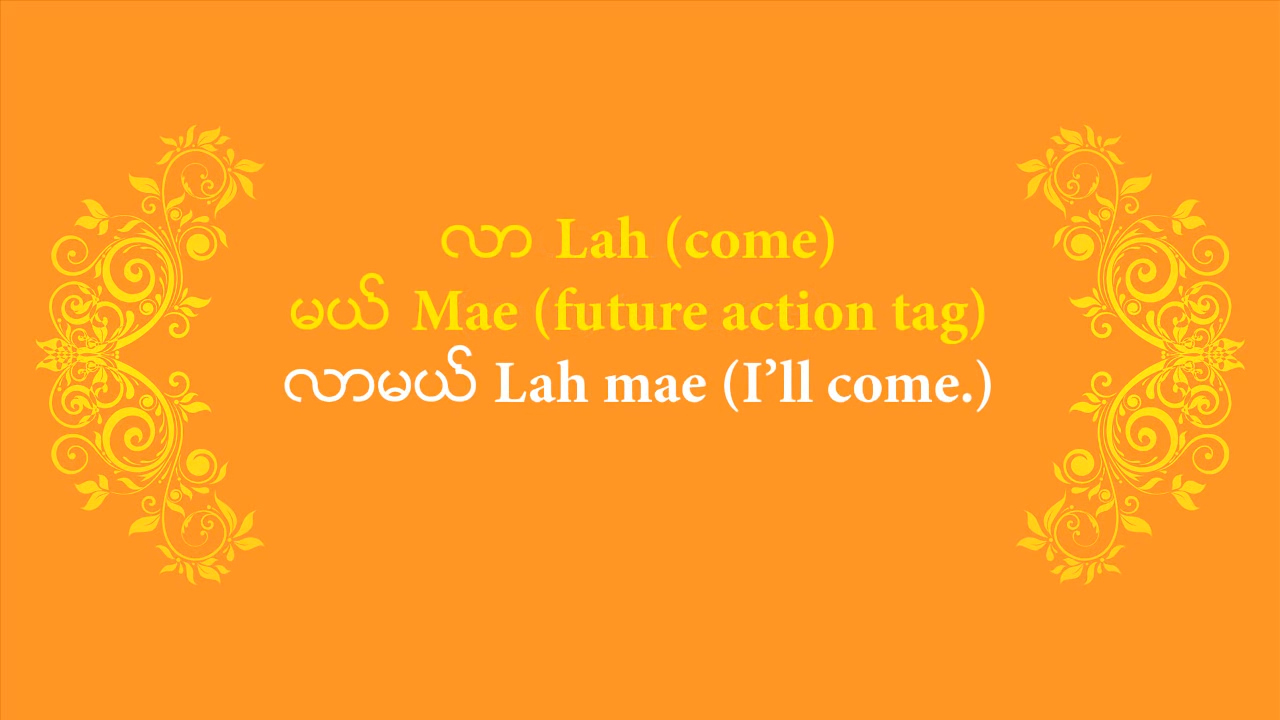 လာ Lah (come)
မယ် Mae (future action tag)
လာမယ် Lah mae (I’ll come.)